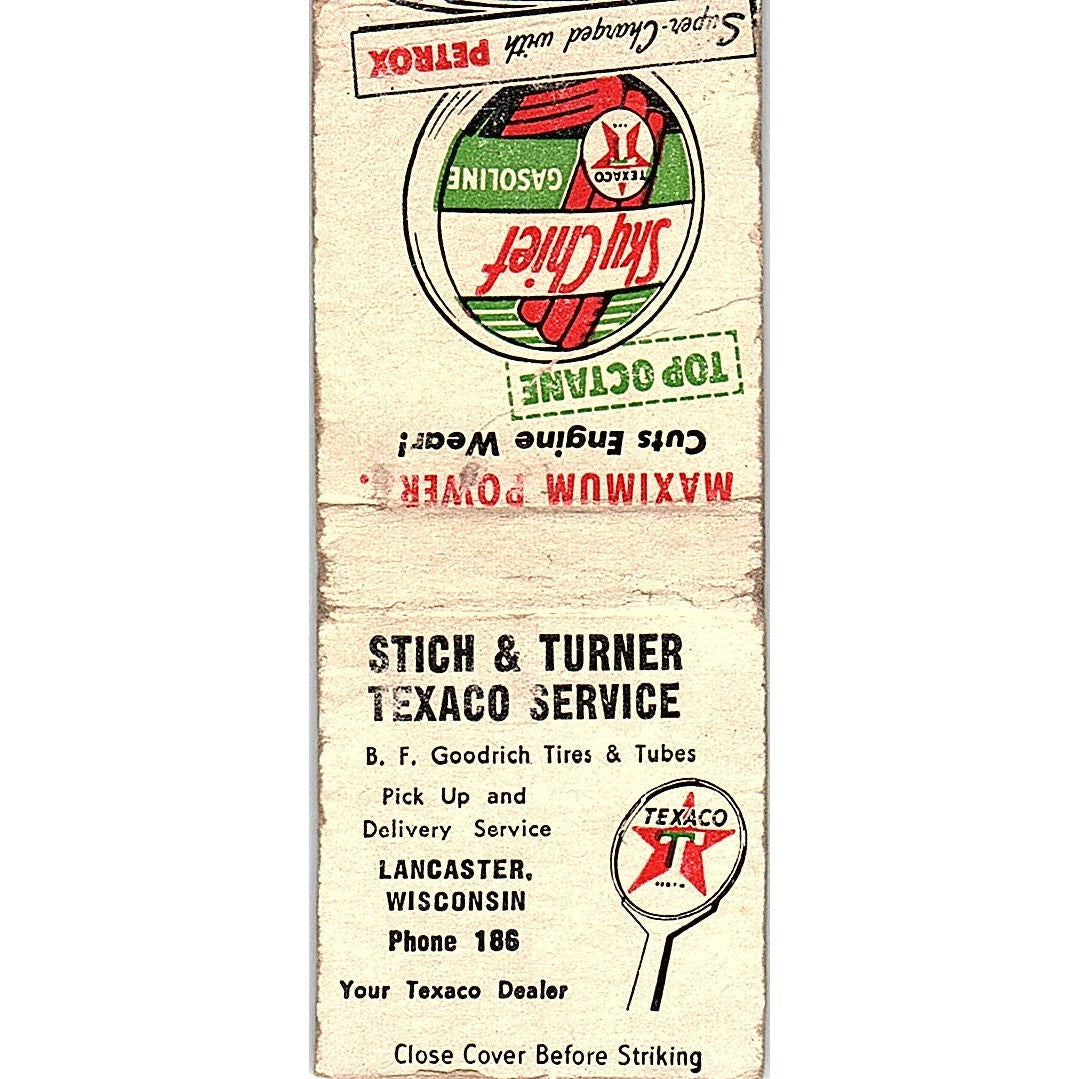 MAXIMUM POWER.
Cuts Engine Wear!
TOP OCTANE
Sky Chief
TEXACO
T
GASOLINE
Super-Charged with PETROX
STICH & TURNER
TEXACO SERVICE
B. F. Goodrich Tires & Tubes
Pick Up and
Delivery Service
LANCASTER,
WISCONSIN
Phone 186
Your Texaco Dealer
TEXACO
T
Close Cover Before Striking